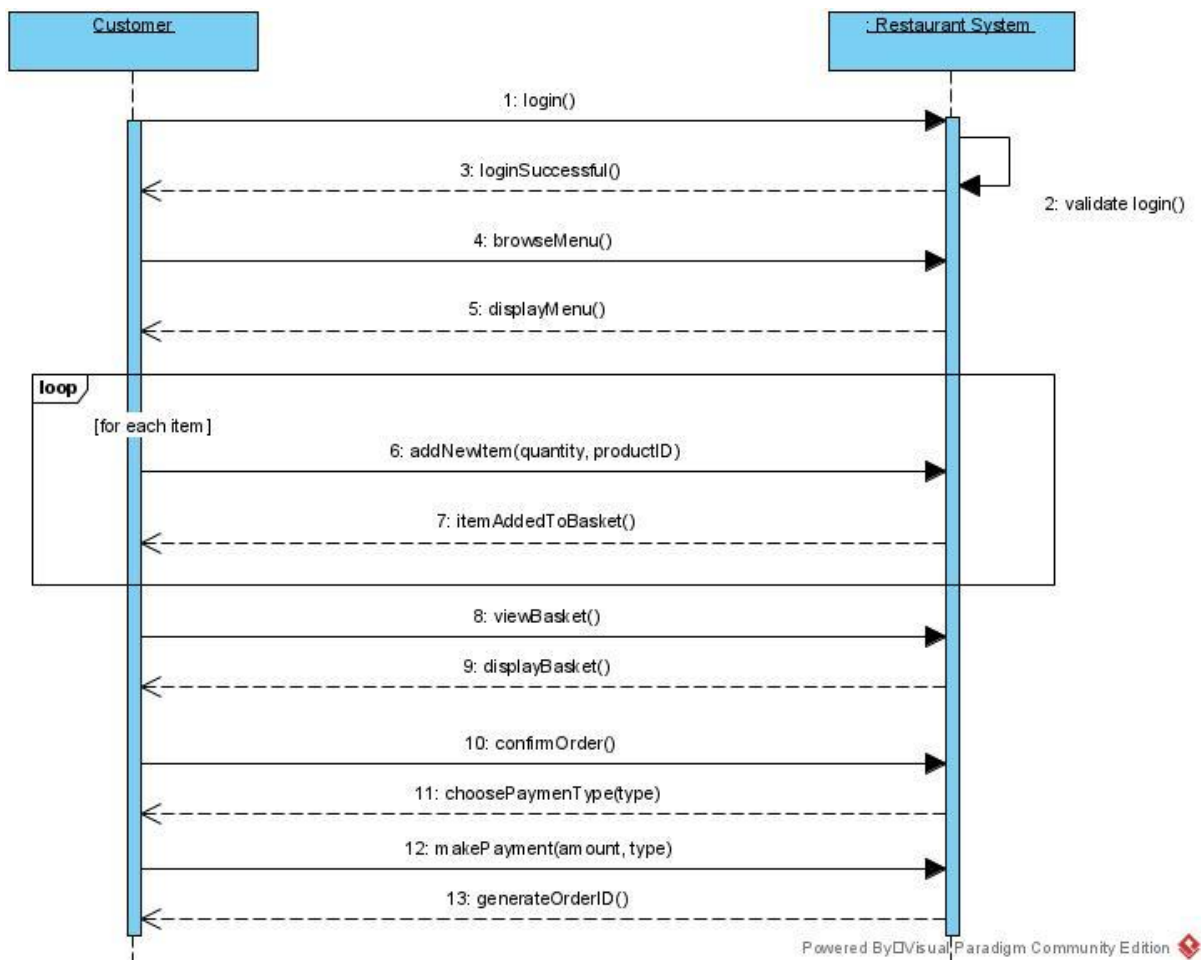 Customer
: Restaurant System
1: login()
2: validate login()
3: loginSuccessful()
4: browseMenu()
5: displayMenu()
loop
[for each item ]
6: addNewItem(quantity, productID)
7: itemAddedToBasket()
8: viewBasket()
9: displayBasket()
10: confirmOrder()
11: choosePaymenType(type)
12: makePayment(amount, type)
13: generateOrderID()
Powered By□Visual Paradigm Community Edition